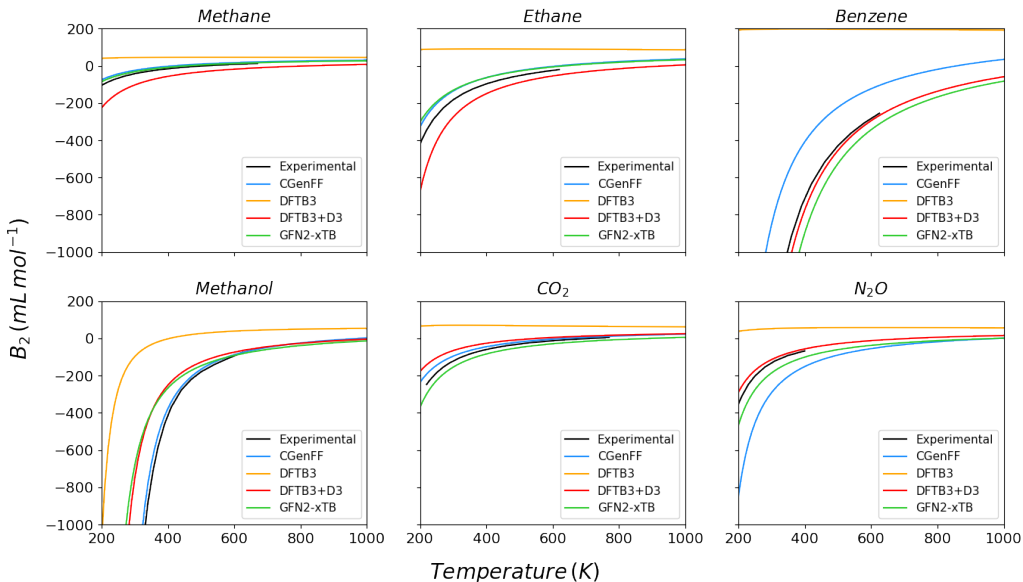 Methane
Ethane
Benzene
200
0
−200
−400
−600
−800
−1000
Experimental
CGenFF
DFTB3
DFTB3+D3
GFN2-xTB
Experimental
CGenFF
DFTB3
DFTB3+D3
GFN2-xTB
Experimental
CGenFF
DFTB3
DFTB3+D3
GFN2-xTB
B₂ (mL mol⁻¹)
Methanol
CO₂
N₂O
200
0
−200
−400
−600
−800
−1000
Experimental
CGenFF
DFTB3
DFTB3+D3
GFN2-xTB
Experimental
CGenFF
DFTB3
DFTB3+D3
GFN2-xTB
Experimental
CGenFF
DFTB3
DFTB3+D3
GFN2-xTB
200 400 600 800 1000
200 400 600 800 1000
200 400 600 800 1000
Temperature (K)